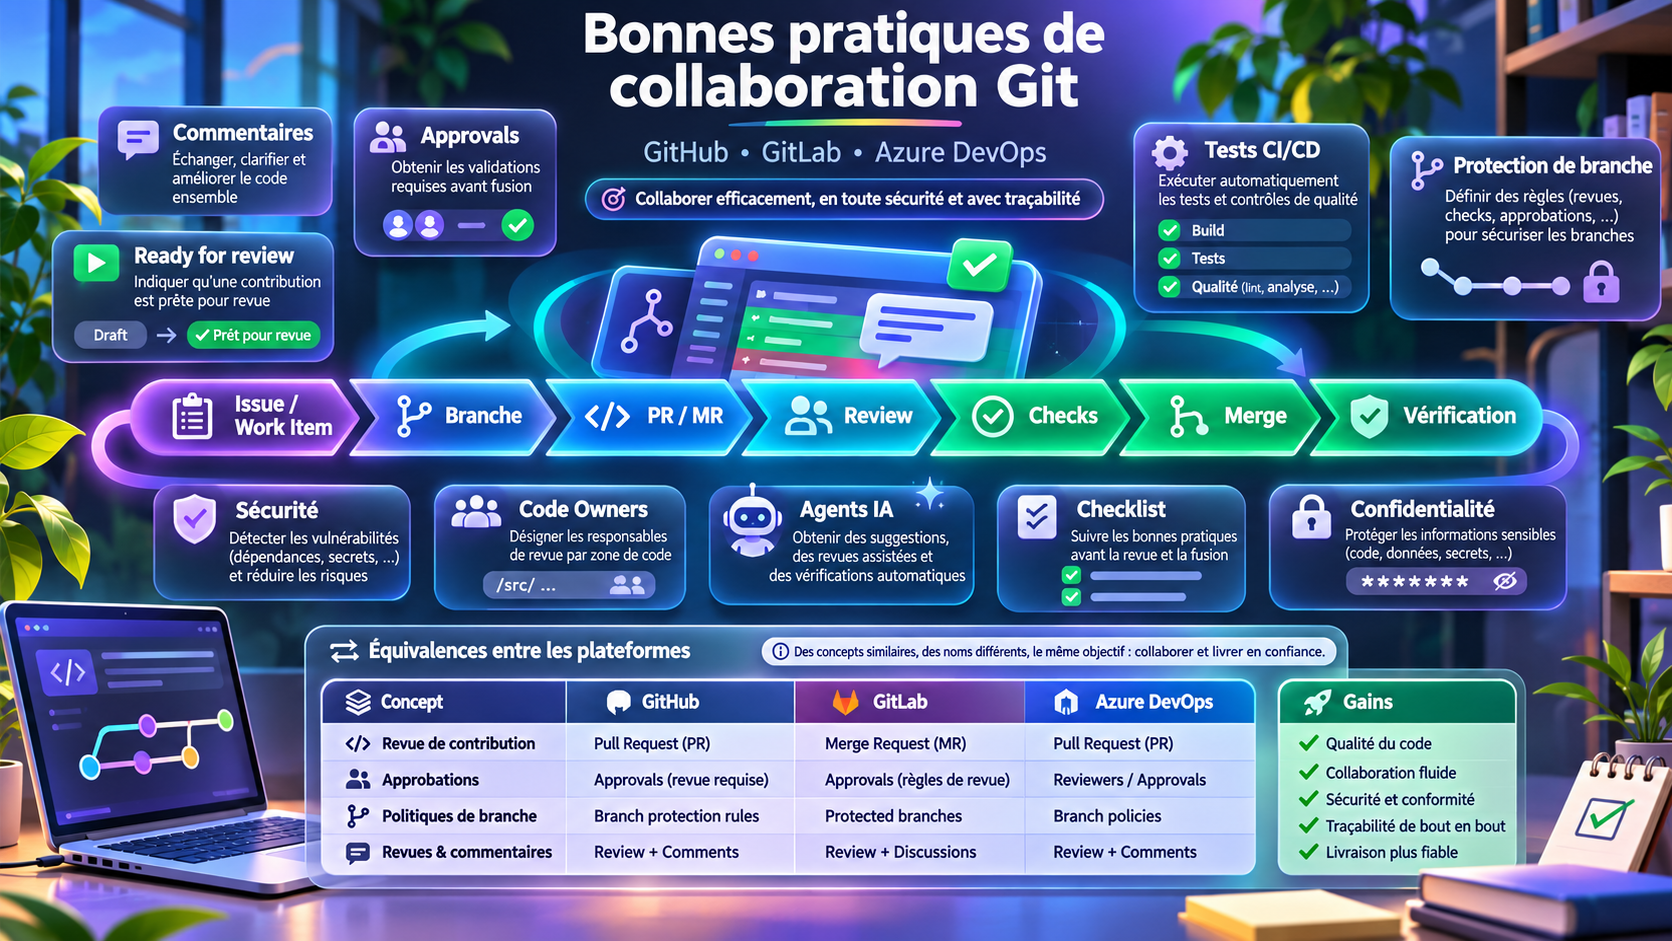 Bonnes pratiques de
collaboration Git
GitHub • GitLab • Azure DevOps
Collaborer efficacement, en toute sécurité et avec traçabilité
Commentaires
Échanger, clarifier et
améliorer le code
ensemble
Approvals
Obtenir les validations
requises avant fusion
Ready for review
Indiquer qu'une contribution
est prête pour revue
Draft
Prêt pour revue
Tests CI/CD
Exécuter automatiquement
les tests et contrôles de qualité
Build
Tests
Qualité (lint, analyse, ...)
Protection de branche
Définir des règles (revues,
checks, approbations, ...)
pour sécuriser les branches
Issue /
Work Item
Branche
PR / MR
Review
Checks
Merge
Vérification
Sécurité
Détecter les vulnérabilités
(dépendances, secrets, ...)
et réduire les risques
Code Owners
Désigner les responsables
de revue par zone de code
/src/ ...
Agents IA
Obtenir des suggestions,
des revues assistées et
des vérifications automatiques
Checklist
Suivre les bonnes pratiques
avant la revue et la fusion
Confidentialité
Protéger les informations sensibles
(code, données, secrets, ...)
*******
Équivalences entre les plateformes
Des concepts similaires, des noms différents, le même objectif : collaborer et livrer en confiance.
</> 
Concept GitHub GitLab Azure DevOps
</> Revue de contribution Pull Request (PR) Merge Request (MR) Pull Request (PR)
Approbations Approvals (revue requise) Approvals (règles de revue) Reviewers / Approvals
Politiques de branche Branch protection rules Protected branches Branch policies
Revues & commentaires Review + Comments Review + Discussions Review + Comments
Gains
Qualité du code
Collaboration fluide
Sécurité et conformité
Traçabilité de bout en bout
Livraison plus fiable